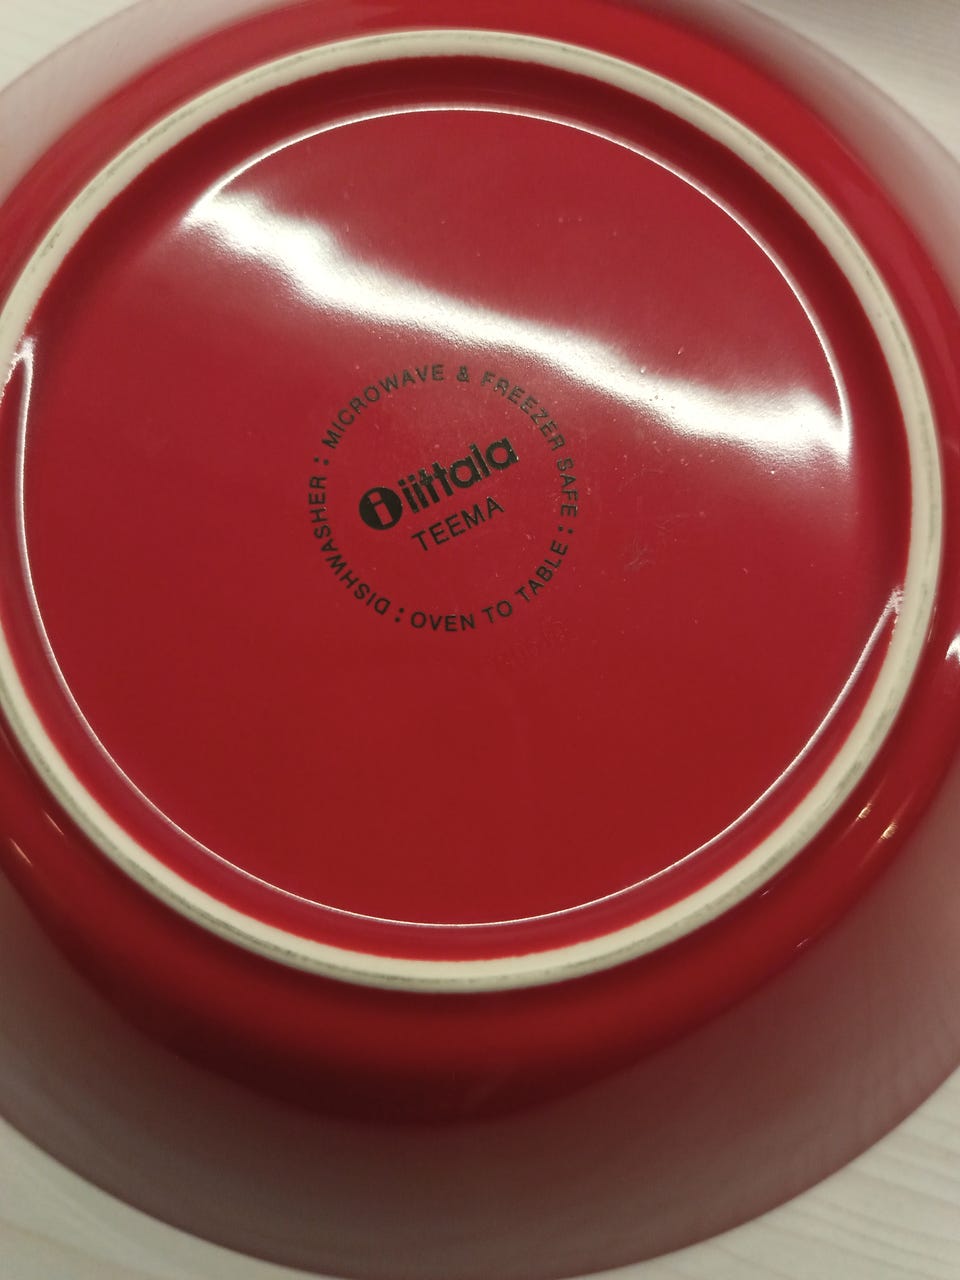 iittala
TEEMA
MICROWAVE & FREEZER SAFE : OVEN TO TABLE : DISHWASHER :